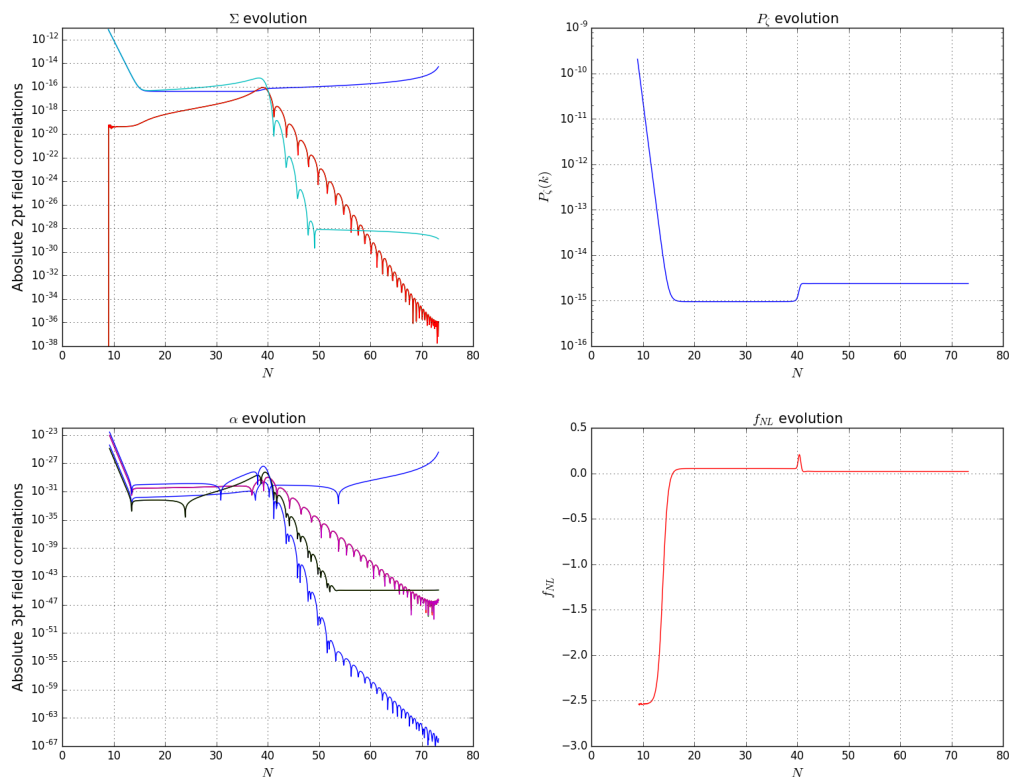 Σ evolution
Abosilute 2pt field correlations
10^-12
10^-14
10^-16
10^-18
10^-20
10^-22
10^-24
10^-26
10^-28
10^-30
10^-32
10^-34
10^-36
10^-38
0 10 20 30 40 50 60 70 80
N
P_ζ evolution
P_ζ(k)
10^-9
10^-10
10^-11
10^-12
10^-13
10^-14
10^-15
10^-16
0 10 20 30 40 50 60 70 80
N
α evolution
Absolute 3pt field correlations
10^-23
10^-27
10^-31
10^-35
10^-39
10^-43
10^-47
10^-51
10^-55
10^-59
10^-63
10^-67
0 10 20 30 40 50 60 70 80
N
f_NL evolution
f_NL
0.5
0.0
−0.5
−1.0
−1.5
−2.0
−2.5
−3.0
0 10 20 30 40 50 60 70 80
N